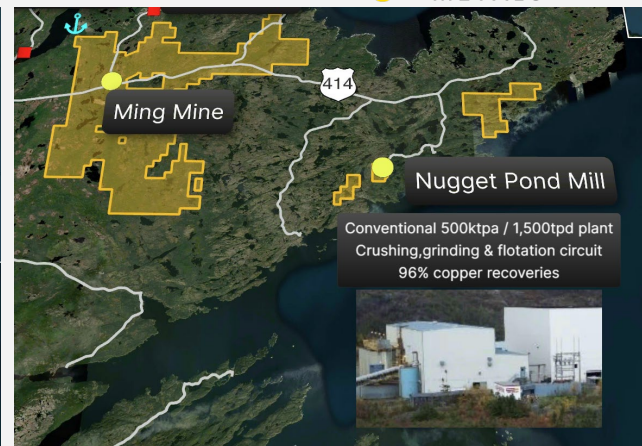 414
Ming Mine
Nugget Pond Mill
Conventional 500ktpa / 1,500tpd plant
Crushing,grinding & flotation circuit
96% copper recoveries